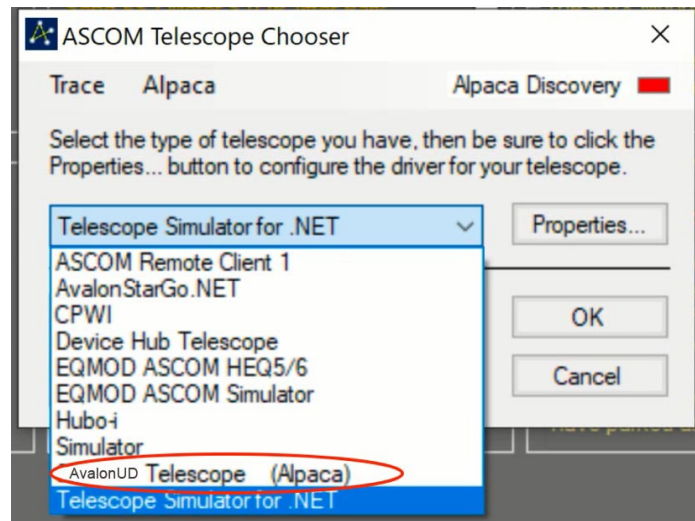 ASCOM Telescope Chooser
Trace Alpaca Alpaca Discovery
Select the type of telescope you have, then be sure to click the
Properties... button to configure the driver for your telescope.
Telescope Simulator for .NET Properties...
ASCOM Remote Client 1
AvalonStarGo.NET
CPWI
Device Hub Telescope
EQMOD ASCOM HEQ5/6
EQMOD ASCOM Simulator
Hubo-i
Simulator
AvalonUD Telescope (Alpaca)
Telescope Simulator for .NET
OK
Cancel